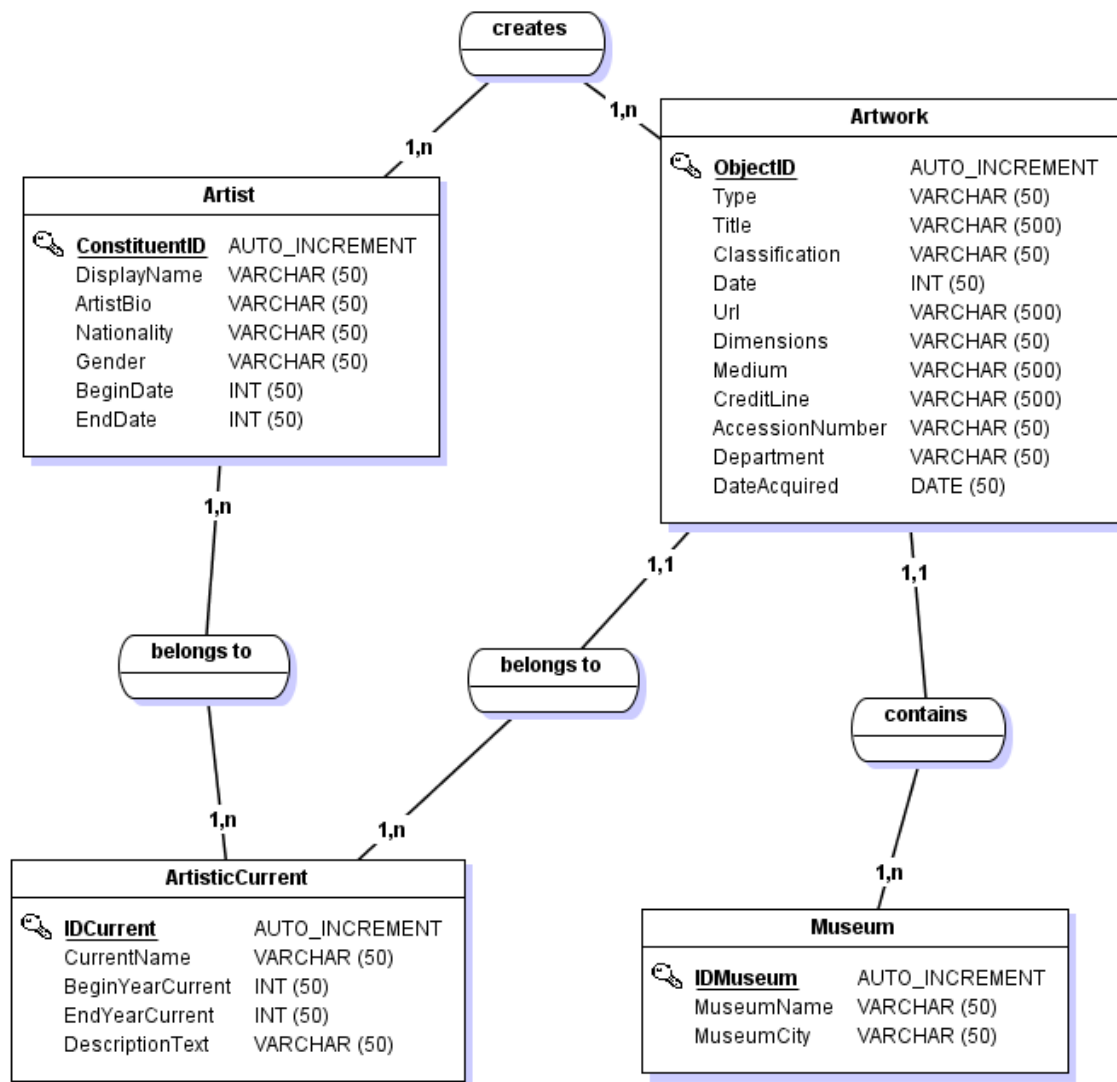 creates
1,n
1,n
Artwork
ObjectID AUTO_INCREMENT
Type VARCHAR (50)
Title VARCHAR (500)
Classification VARCHAR (50)
Date INT (50)
Url VARCHAR (500)
Dimensions VARCHAR (50)
Medium VARCHAR (500)
CreditLine VARCHAR (500)
AccessionNumber VARCHAR (50)
Department VARCHAR (50)
DateAcquired DATE (50)
Artist
ConstituentID AUTO_INCREMENT
DisplayName VARCHAR (50)
ArtistBio VARCHAR (50)
Nationality VARCHAR (50)
Gender VARCHAR (50)
BeginDate INT (50)
EndDate INT (50)
1,n
1,1
1,1
belongs to
belongs to
contains
1,n
1,n
1,n
ArtisticCurrent
IDCurrent AUTO_INCREMENT
CurrentName VARCHAR (50)
BeginYearCurrent INT (50)
EndYearCurrent INT (50)
DescriptionText VARCHAR (50)
Museum
IDMuseum AUTO_INCREMENT
MuseumName VARCHAR (50)
MuseumCity VARCHAR (50)